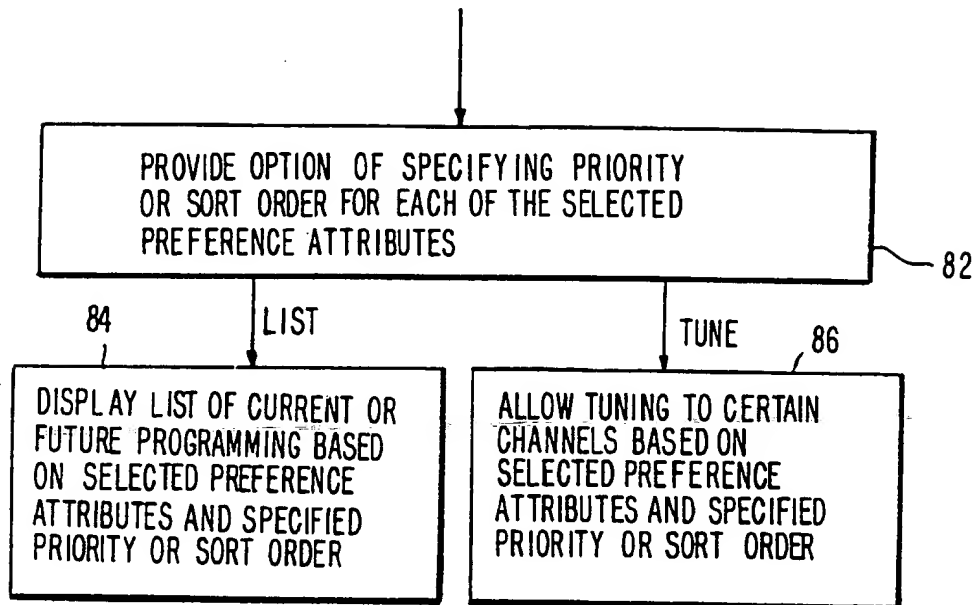 PROVIDE OPTION OF SPECIFYING PRIORITY
OR SORT ORDER FOR EACH OF THE SELECTED
PREFERENCE ATTRIBUTES
82
LIST
TUNE
84
86
DISPLAY LIST OF CURRENT OR
FUTURE PROGRAMMING BASED
ON SELECTED PREFERENCE
ATTRIBUTES AND SPECIFIED
PRIORITY OR SORT ORDER
ALLOW TUNING TO CERTAIN
CHANNELS BASED ON
SELECTED PREFERENCE
ATTRIBUTES AND SPECIFIED
PRIORITY OR SORT ORDER